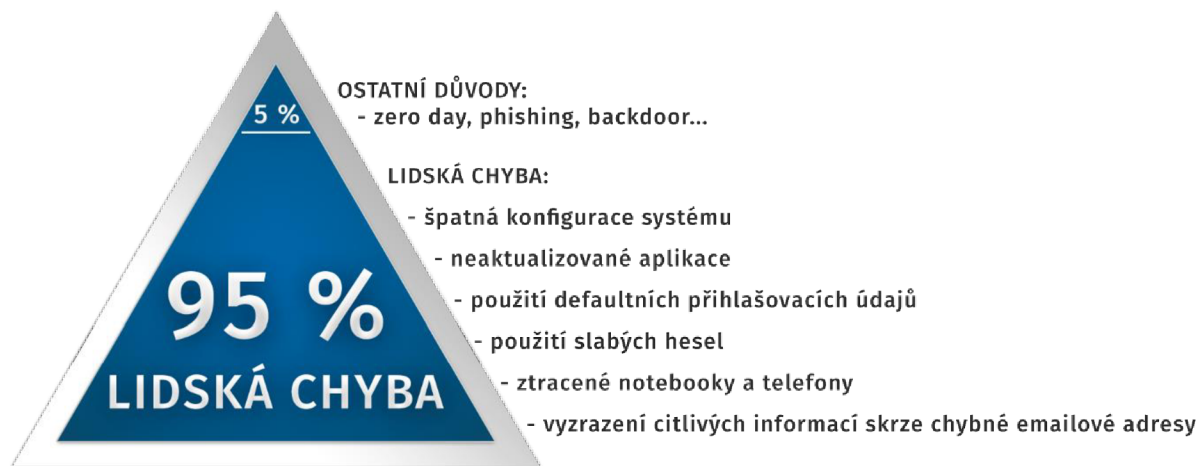 OSTATNÍ DŮVODY:
5 %
- zero day, phishing, backdoor...
LIDSKÁ CHYBA:
- špatná konfigurace systému
- neaktualizované aplikace
- použití defaultních přihlašovacích údajů
95 %
- použití slabých hesel
LIDSKÁ CHYBA
- ztracené notebooky a telefony
- vyzrazení citlivých informací skrze chybné emailové adresy